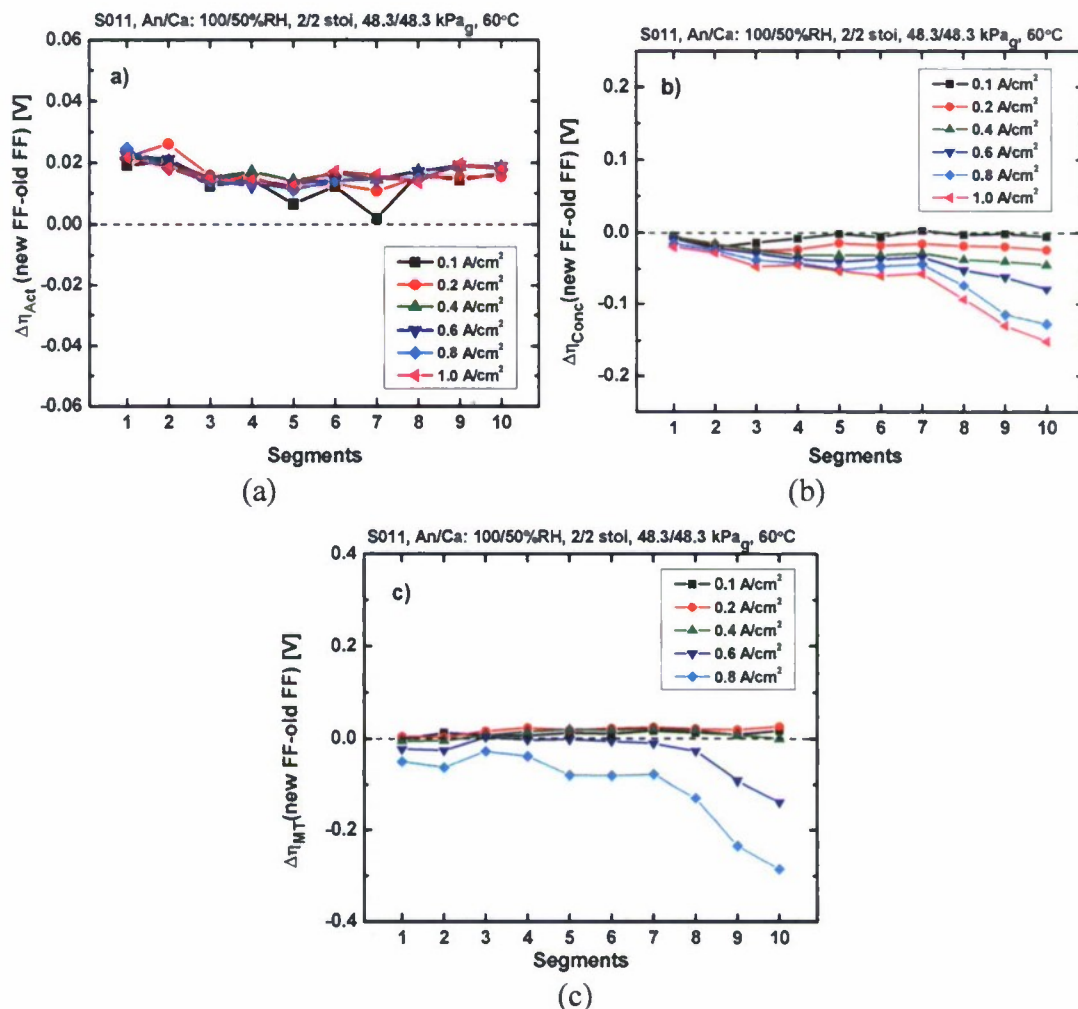 S011, An/Ca: 100/50%RH, 2/2 stoi, 48.3/48.3 kPag, 60°C
a)
0.06
0.04
0.02
0.00
-0.02
-0.04
-0.06
ΔηAct (new FF-old FF) [V]
0.1 A/cm²
0.2 A/cm²
0.4 A/cm²
0.6 A/cm²
0.8 A/cm²
1.0 A/cm²
1 2 3 4 5 6 7 8 9 10
Segments
(a)
S011, An/Ca: 100/50%RH, 2/2 stoi, 48.3/48.3 kPag, 60°C
b)
0.2
0.1
0.0
-0.1
-0.2
ΔηConc(new FF-old FF) [V]
0.1 A/cm²
0.2 A/cm²
0.4 A/cm²
0.6 A/cm²
0.8 A/cm²
1.0 A/cm²
1 2 3 4 5 6 7 8 9 10
Segments
(b)
S011, An/Ca: 100/50%RH, 2/2 stoi, 48.3/48.3 kPag, 60°C
c)
0.4
0.2
0.0
-0.2
-0.4
ΔηMT(new FF-old FF) [V]
0.1 A/cm²
0.2 A/cm²
0.4 A/cm²
0.6 A/cm²
0.8 A/cm²
1 2 3 4 5 6 7 8 9 10
Segments
(c)